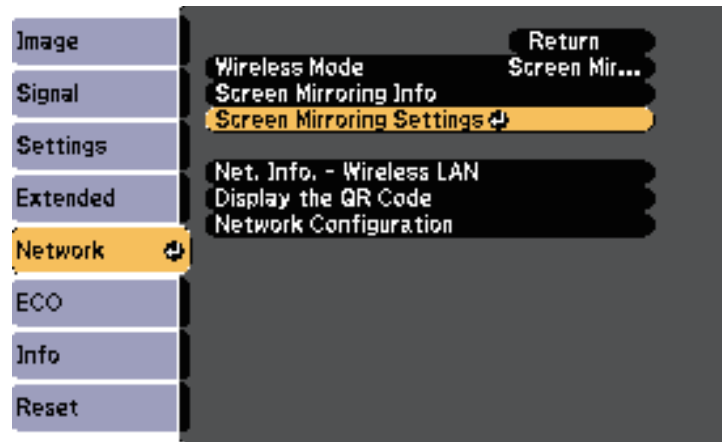 Image
Signal
Settings
Extended
Network
ECO
Info
Reset
Return
Wireless Mode Screen Mir...
Screen Mirroring Info
Screen Mirroring Settings
Net. Info. - Wireless LAN
Display the QR Code
Network Configuration